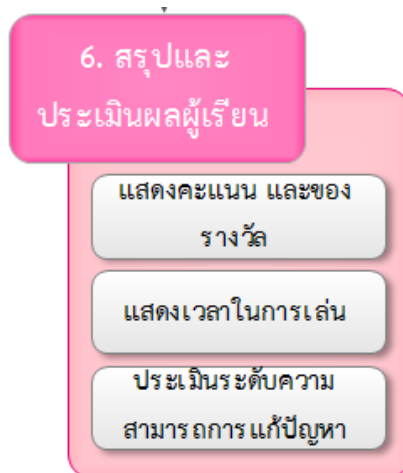 6. สรุปและ
ประเมินผลผู้เรียน
แสดงคะแนน และของ
รางวัล
แสดงเวลาในการเล่น
ประเมินระดับความ
สามารถการแก้ปัญหา